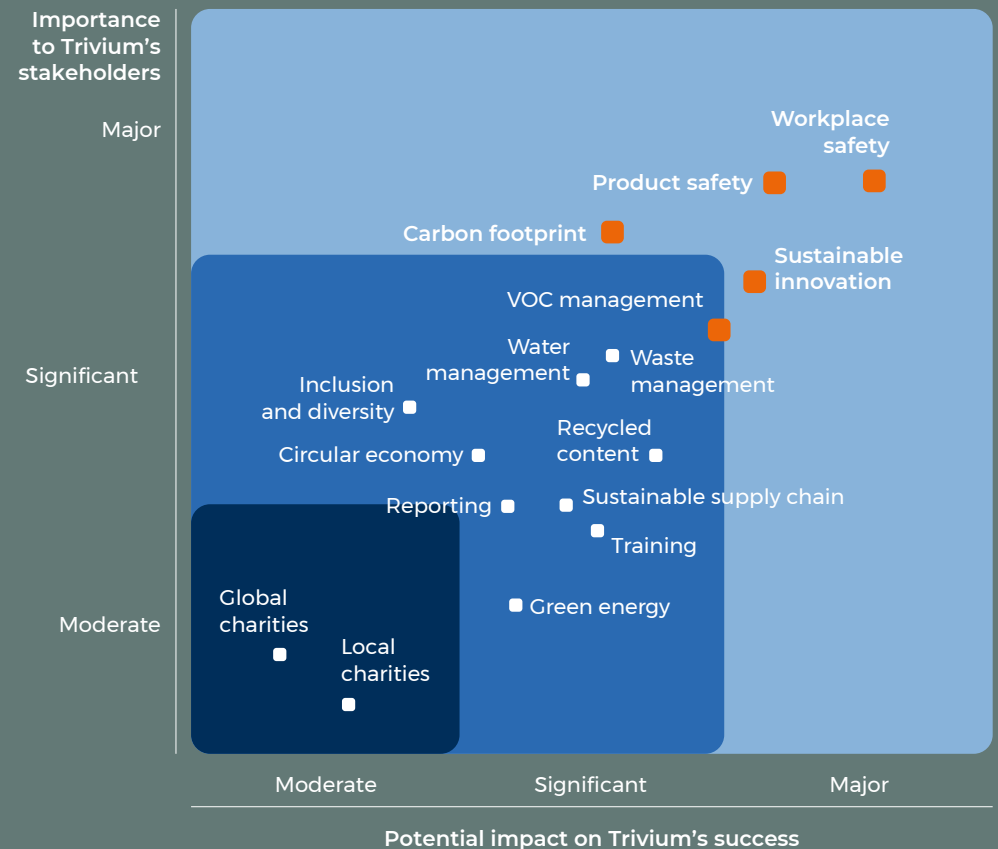 Importance
to Trivium’s
stakeholders
Major
Workplace
safety
Product safety
Carbon footprint
Sustainable
innovation
VOC management
Water
management
Waste
management
Significant
Inclusion
and diversity
Recycled
content
Circular economy
Reporting
Sustainable supply chain
Training
Global
charities
Green energy
Moderate
Local
charities
Moderate
Significant
Major
Potential impact on Trivium’s success